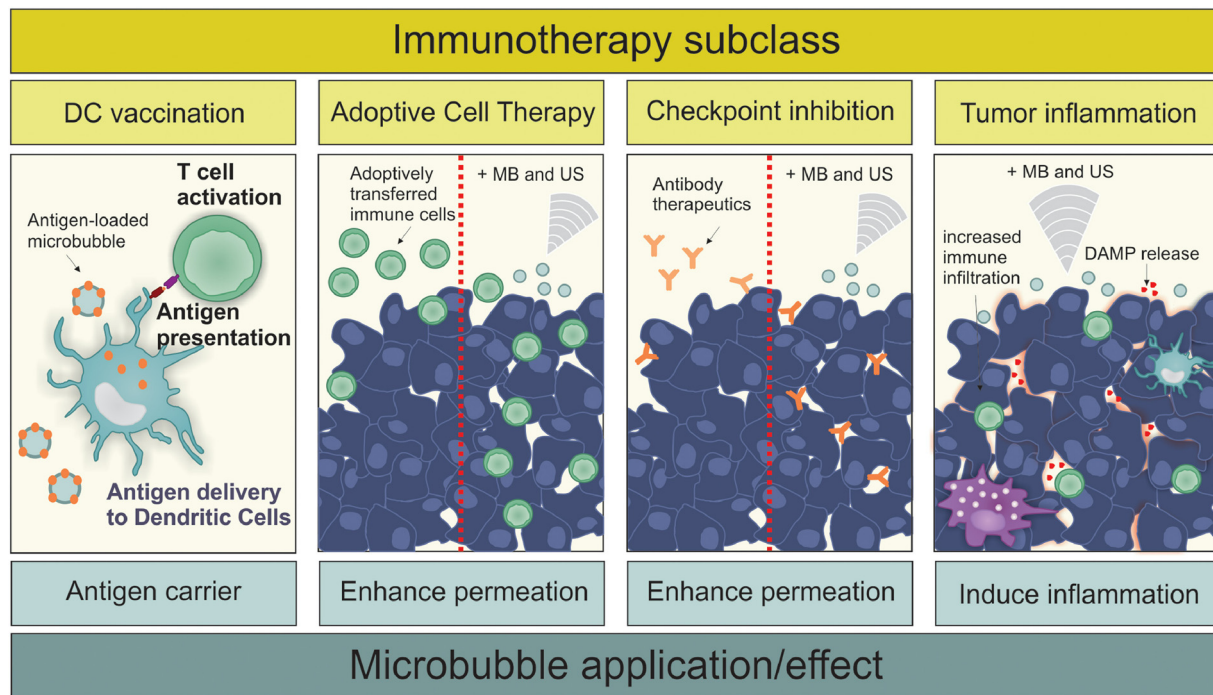 Immunotherapy subclass
DC vaccination
Adoptive Cell Therapy
Checkpoint inhibition
Tumor inflammation
T cell
activation
Antigen-loaded
microbubble
Antigen
presentation
Antigen delivery
to Dendritic Cells
Adoptively
transferred
immune cells
+ MB and US
Antibody
therapeutics
+ MB and US
+ MB and US
increased
immune
infiltration
DAMP release
Antigen carrier
Enhance permeation
Enhance permeation
Induce inflammation
Microbubble application/effect